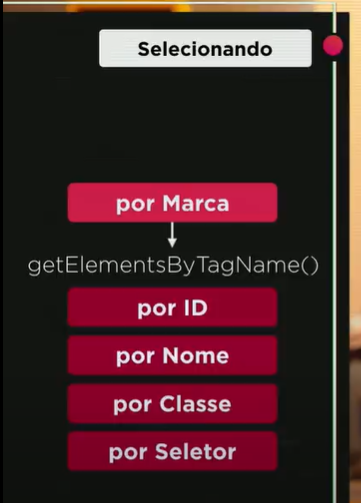 Selecionando
por Marca
getElementsByTagName()
por ID
por Nome
por Classe
por Seletor